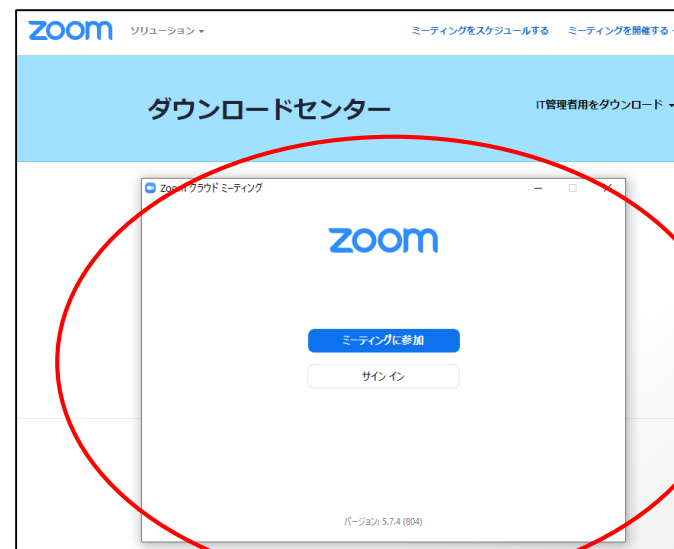 zoom ソリューション ミーティングをスケジュールする ミーティングを開催する
ダウンロードセンター IT管理者用をダウンロード
Zoom クラウド ミーティング
zoom
ミーティングに参加
サイン イン
バージョン: 5.7.4 (804)